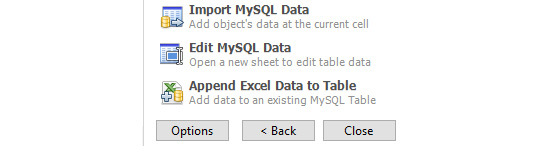 Import MySQL Data
Add object's data at the current cell
Edit MySQL Data
Open a new sheet to edit table data
Append Excel Data to Table
Add data to an existing MySQL Table
Options
< Back
Close